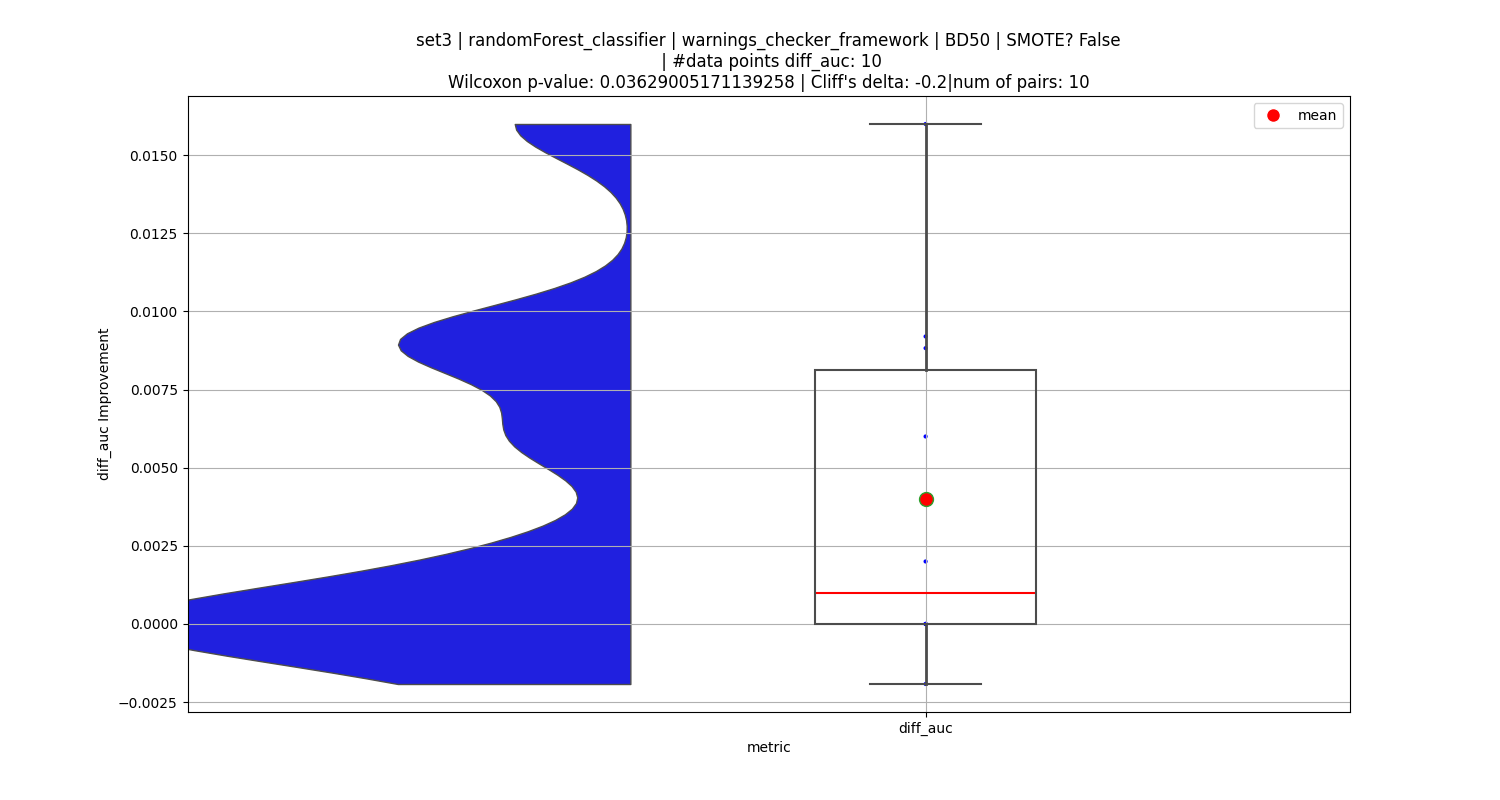 set3 | randomForest_classifier | warnings_checker_framework | BD50 | SMOTE? False
| #data points diff_auc: 10
Wilcoxon p-value: 0.03629005171139258 | Cliff's delta: -0.2|num of pairs: 10
mean
0.0150
0.0125
0.0100
0.0075
0.0050
0.0025
0.0000
−0.0025
diff_auc Improvement
diff_auc
metric